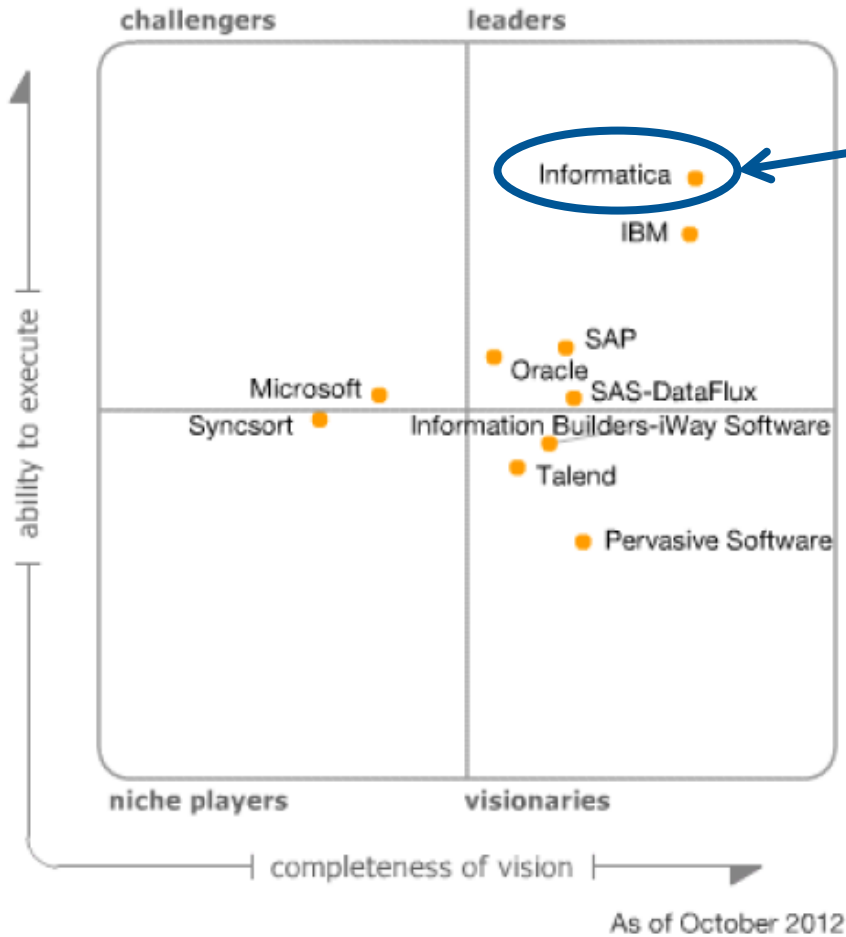 challengers
leaders
Informatica
IBM
SAP
Oracle
Microsoft
SAS-DataFlux
Syncsort
Information Builders-iWay Software
Talend
Pervasive Software
ability to execute
niche players
visionaries
completeness of vision
As of October 2012